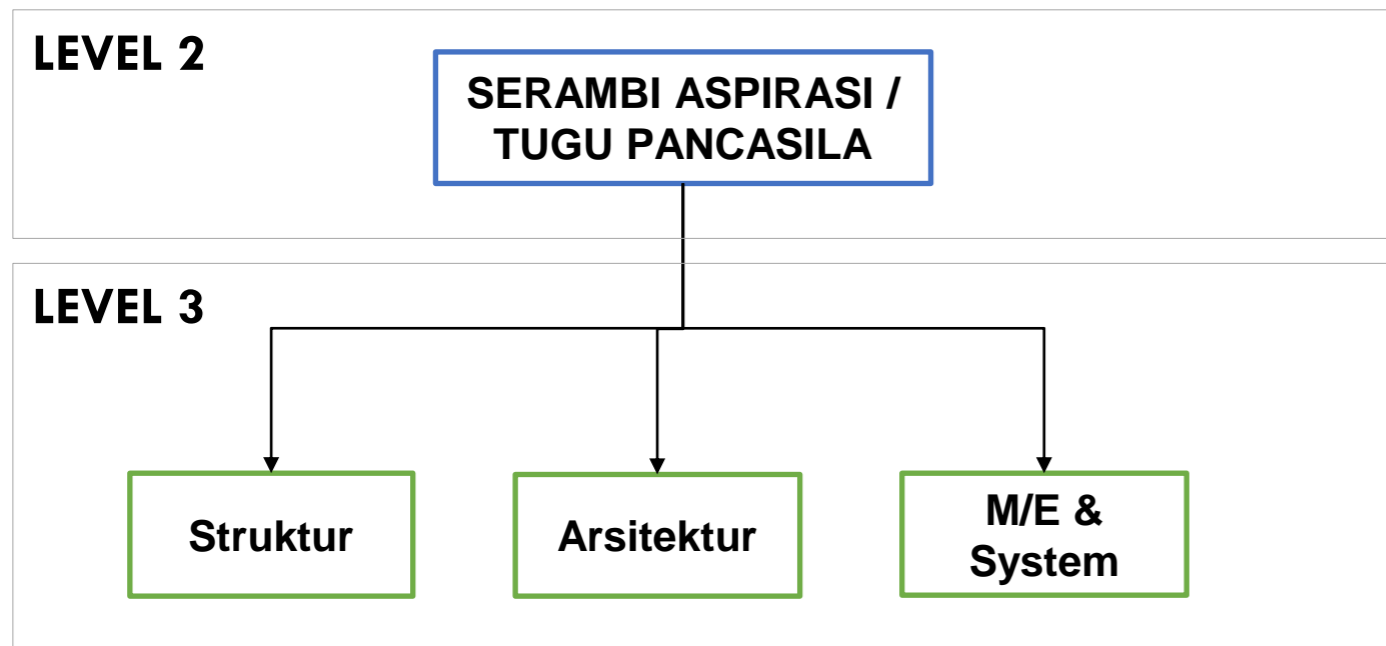 LEVEL 2
SERAMBI ASPIRASI /
TUGU PANCASILA
LEVEL 3
Struktur
Arsitektur
M/E &
System